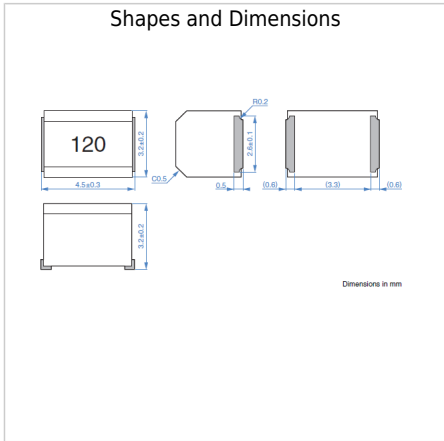 Shapes and Dimensions
120
3.2±0.2
4.5±0.3
R0.2
2.6±0.1
C0.5
0.5
(0.6)
(3.3)
(0.6)
3.2±0.2
Dimensions in mm